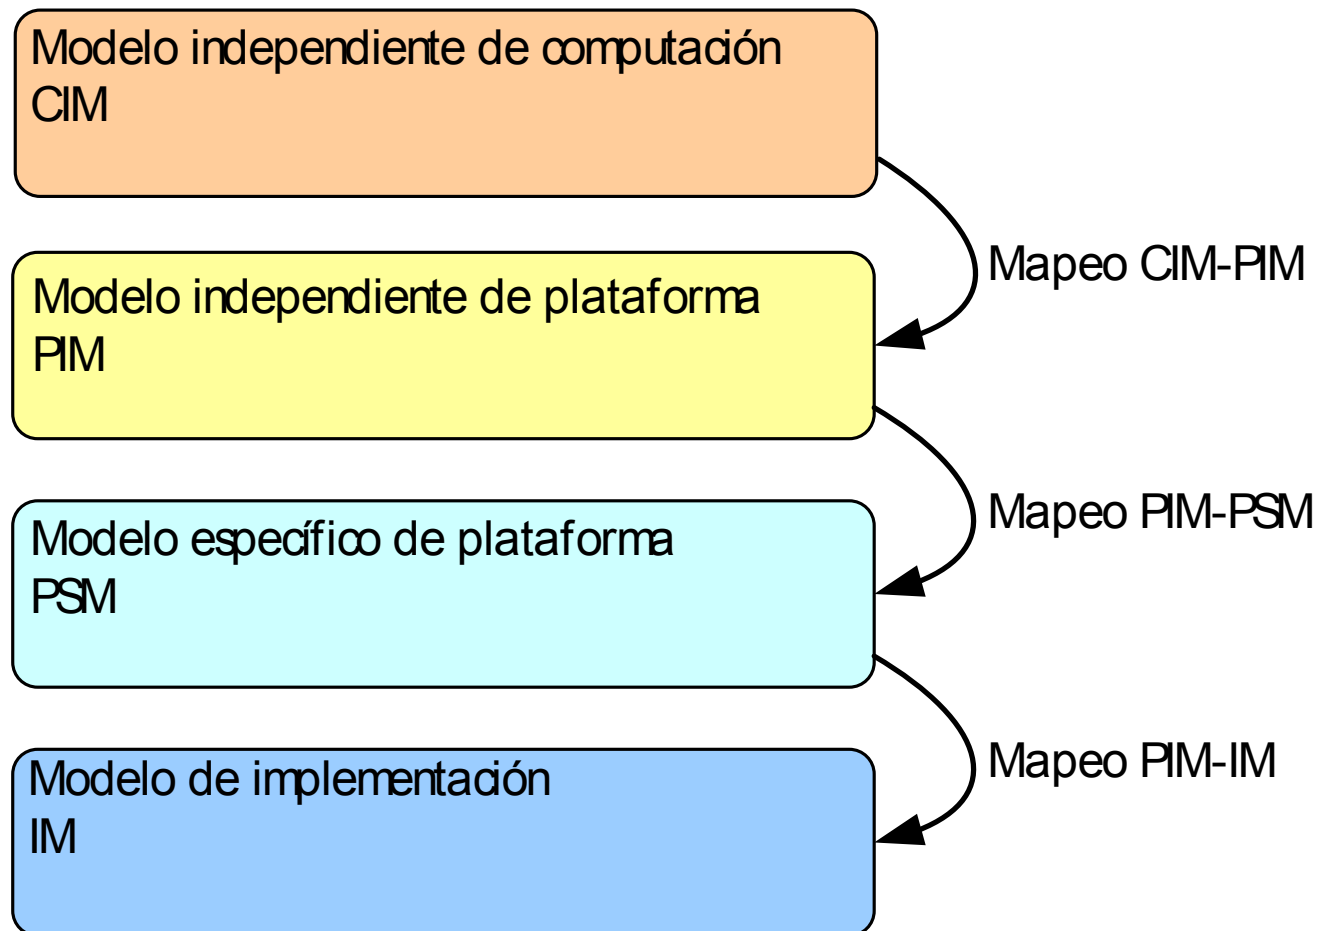 Modelo independiente de computación
CIM
Mapeo CIM-PIM
Modelo independiente de plataforma
PIM
Mapeo PIM-PSM
Modelo específico de plataforma
PSM
Mapeo PIM-IM
Modelo de implementación
IM